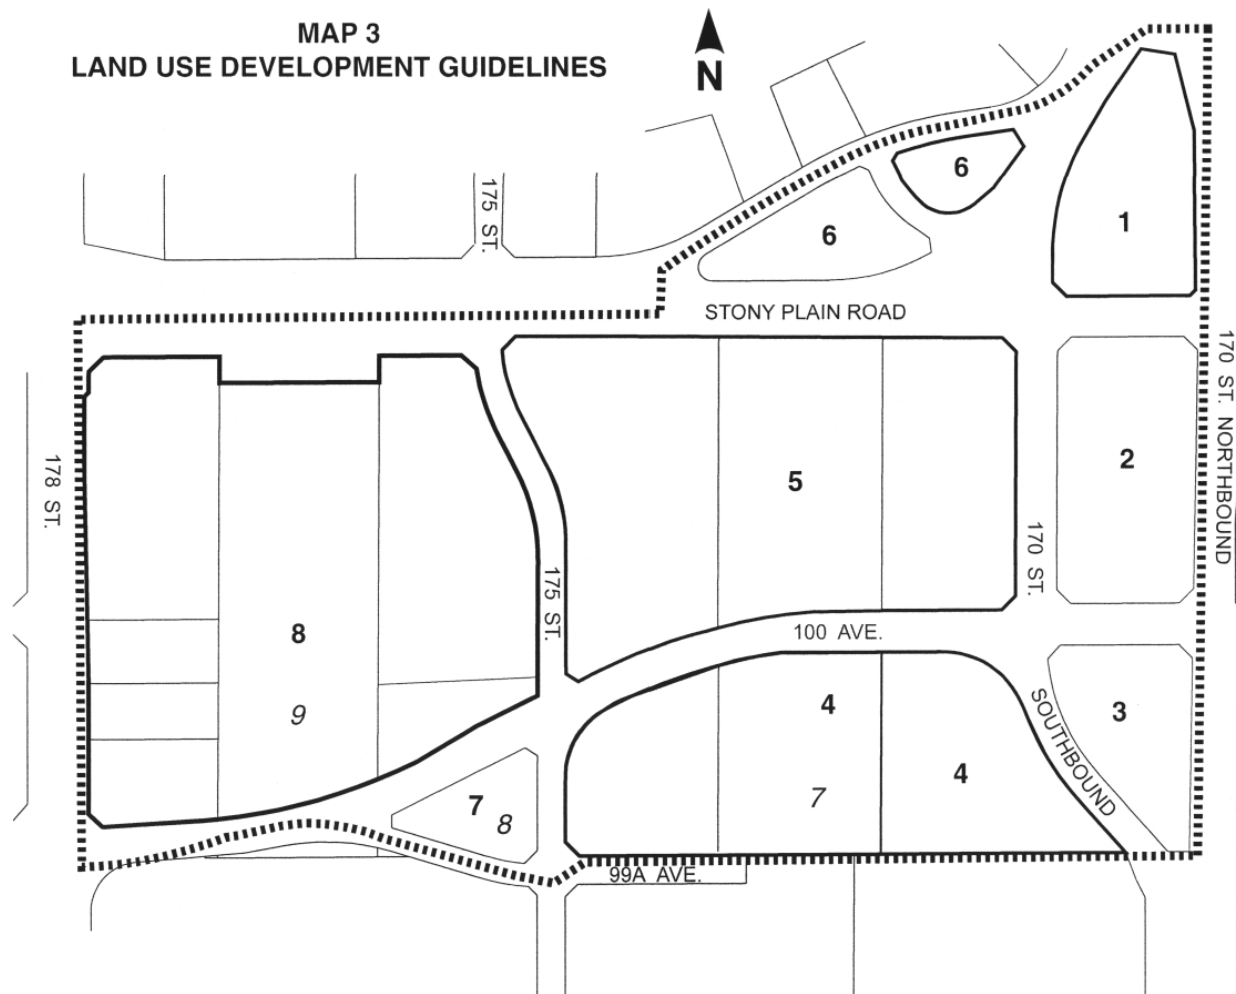 MAP 3
LAND USE DEVELOPMENT GUIDELINES
N
175 ST.
6
6
1
STONY PLAIN ROAD
170 ST. NORTHBOUND
178 ST.
5
2
170 ST.
175 ST.
8
100 AVE.
9
4
SOUTHBOUND
3
4
7
7
8
99A AVE.